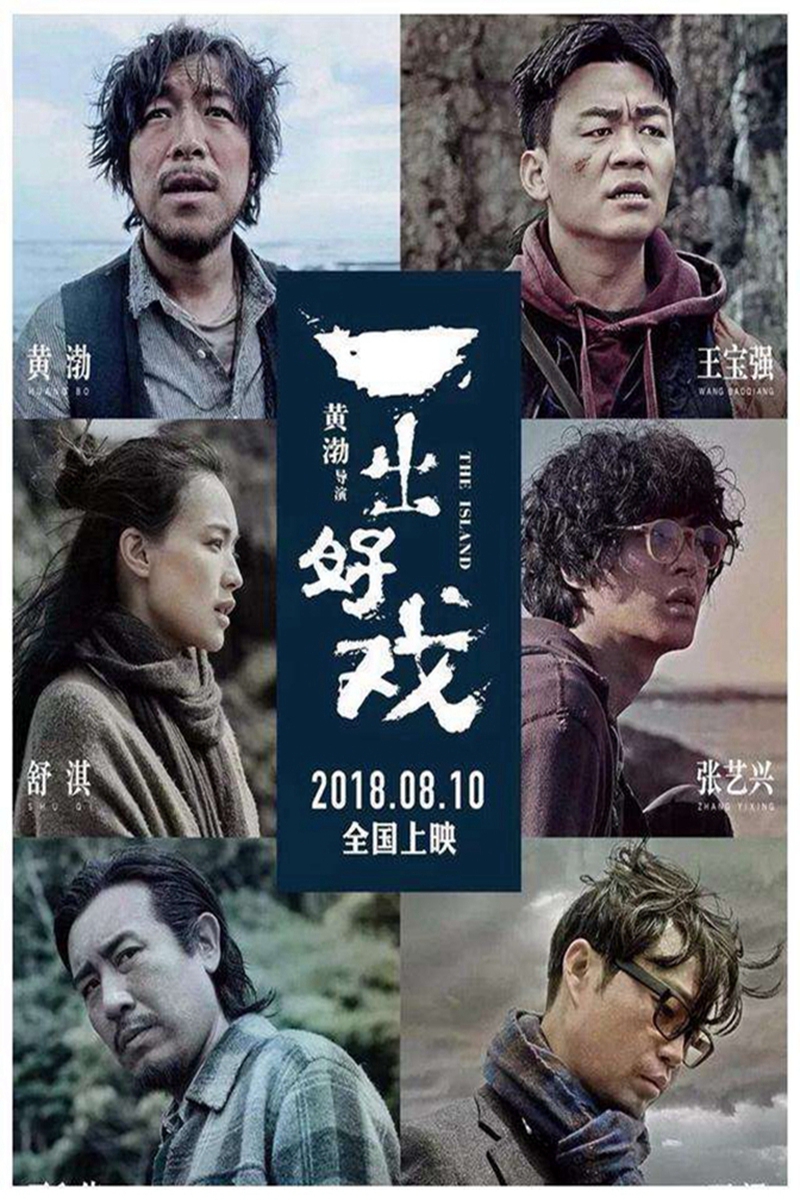 黄渤
HUANG BO
王宝强
WANG BAOQIANG
一出好戏
THE ISLAND
黄渤导演
舒淇
SHU QI
张艺兴
ZHANG YIXING
2018.08.10
全国上映